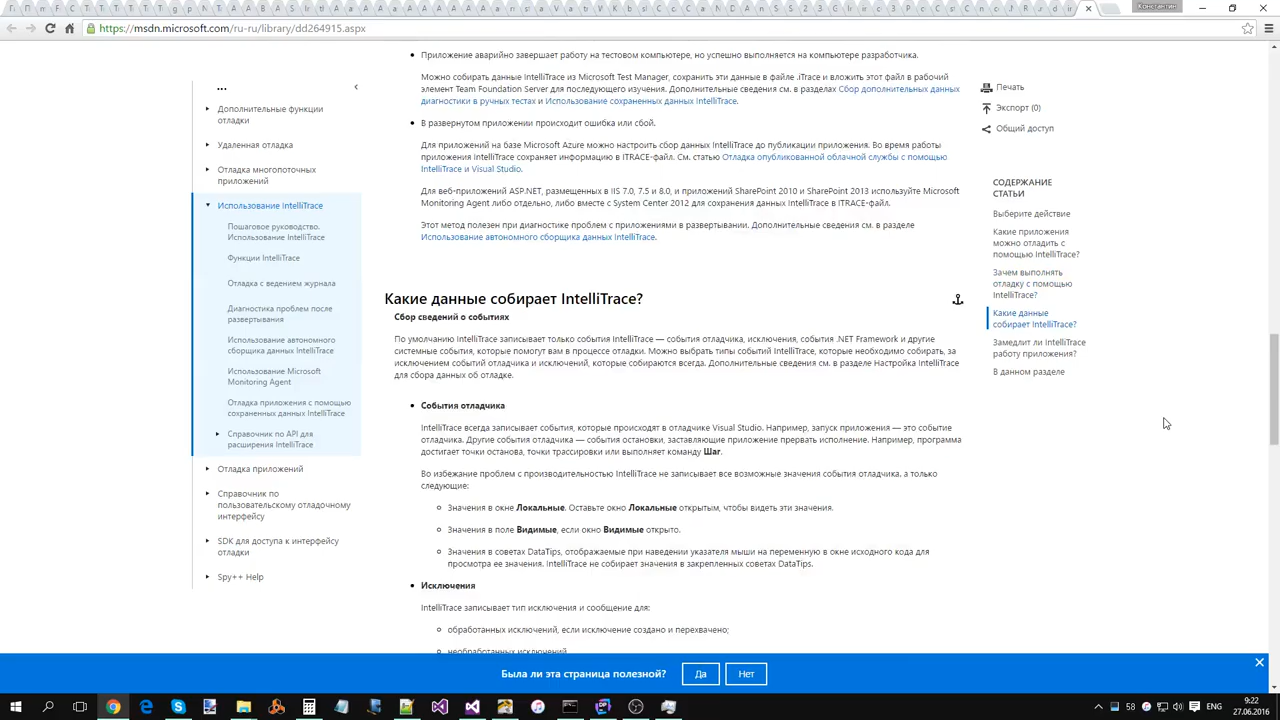 Константин
https://msdn.microsoft.com/ru-ru/library/dd264915.aspx
...
Дополнительные функции
отладки
Удаленная отладка
Отладка многопоточных
приложений
Использование IntelliTrace
Пошаговое руководство.
Использование IntelliTrace
Функции IntelliTrace
Отладка с ведением журнала
Диагностика проблем после
развертывания
Использование автономного
сборщика данных IntelliTrace
Использование Microsoft
Monitoring Agent
Отладка приложения с помощью
сохраненных данных IntelliTrace
Справочник по API для
расширения IntelliTrace
Отладка приложений
Справочник по
пользовательскому отладочному
интерфейсу
SDK для доступа к интерфейсу
отладки
Spy++ Help
Приложение аварийно завершает работу на тестовом компьютере, но успешно выполняется на компьютере разработчика.
Можно собирать данные IntelliTrace из Microsoft Test Manager, сохранить эти данные в файле .iTrace и вложить этот файл в рабочий
элемент Team Foundation Server для последующего изучения. Дополнительные сведения см. в разделах Сбор дополнительных данных
диагностики в ручных тестах и Использование сохраненных данных IntelliTrace.
В развернутом приложении происходит ошибка или сбой.
Для приложений на базе Microsoft Azure можно настроить сбор данных IntelliTrace до публикации приложения. Во время работы
приложения IntelliTrace сохраняет информацию в ITRACE-файл. См. статью Отладка опубликованной облачной службы с помощью
IntelliTrace и Visual Studio.
Для веб-приложений ASP.NET, размещенных в IIS 7.0, 7.5 и 8.0, и приложений SharePoint 2010 и SharePoint 2013 используйте Microsoft
Monitoring Agent либо отдельно, либо вместе с System Center 2012 для сохранения данных IntelliTrace в ITRACE-файл.
Этот метод полезен при диагностике проблем с приложениями в развертывании. Дополнительные сведения см. в разделе
Использование автономного сборщика данных IntelliTrace.
Какие данные собирает IntelliTrace?
Сбор сведений о событиях
По умолчанию IntelliTrace записывает только события IntelliTrace — события отладчика, исключения, события .NET Framework и другие
системные события, которые помогут вам в процессе отладки. Можно выбрать типы событий IntelliTrace, которые необходимо собирать, за
исключением событий отладчика и исключений, которые собираются всегда. Дополнительные сведения см. в разделе Настройка IntelliTrace
для сбора данных об отладке.
События отладчика
IntelliTrace всегда записывает события, которые происходят в отладчике Visual Studio. Например, запуск приложения — это событие
отладчика. Другие события отладчика — события остановки, заставляющие приложение прервать исполнение. Например, программа
достигает точки останова, точки трассировки или выполняет команду Шаг.
Во избежание проблем с производительностью IntelliTrace не записывает все возможные значения события отладчика, а только
следующие:
Значения в окне Локальные. Оставьте окно Локальные открытым, чтобы видеть эти значения.
Значения в поле Видимые, если окно Видимые открыто.
Значения в советах DataTips, отображаемые при наведении указателя мыши на переменную в окне исходного кода для
просмотра ее значения. IntelliTrace не собирает значения в закрепленных советах DataTips.
Исключения
IntelliTrace записывает тип исключения и сообщение для:
обработанных исключений, если исключение создано и перехвачено;
необработанных исключений.
Печать
Экспорт (0)
Общий доступ
СОДЕРЖАНИЕ
СТАТЬИ
Выберите действие
Какие приложения
можно отладить с
помощью IntelliTrace?
Зачем выполнять
отладку с помощью
IntelliTrace?
Какие данные
собирает IntelliTrace?
Замедлит ли IntelliTrace
работу приложения?
В данном разделе
Была ли эта страница полезной?
Да
Нет
58
ENG
9:22
27.06.2016